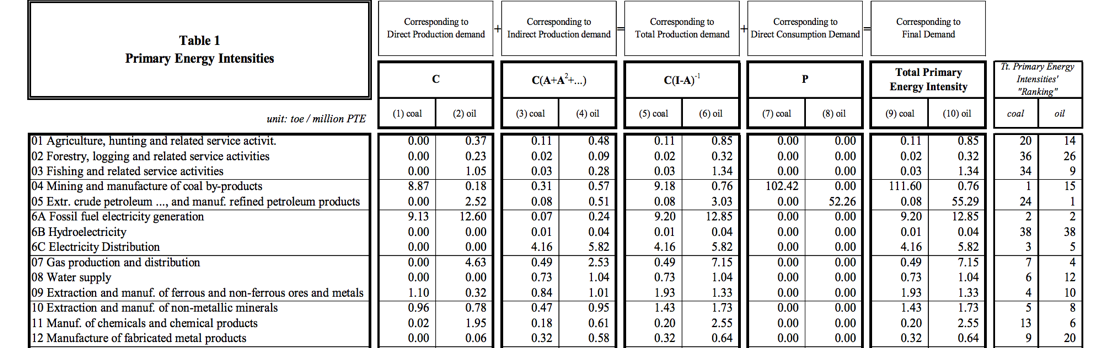 Table 1
Primary Energy Intensities
unit: toe / million PTE
Corresponding to Direct Production demand + Corresponding to Indirect Production demand = Corresponding to Total Production demand + Corresponding to Direct Consumption Demand = Corresponding to Final Demand
C C(A+A²+...) C(I-A)⁻¹ P Total Primary Energy Intensity Tt. Primary Energy Intensities' "Ranking"
(1) coal (2) oil (3) coal (4) oil (5) coal (6) oil (7) coal (8) oil (9) coal (10) oil coal oil
01 Agriculture, hunting and related service activit. 0.00 0.37 0.11 0.48 0.11 0.85 0.00 0.00 0.11 0.85 20 14
02 Forestry, logging and related service activities 0.00 0.23 0.02 0.09 0.02 0.32 0.00 0.00 0.02 0.32 36 26
03 Fishing and related service activities 0.00 1.05 0.03 0.28 0.03 1.34 0.00 0.00 0.03 1.34 34 9
04 Mining and manufacture of coal by-products 8.87 0.18 0.31 0.57 9.18 0.76 102.42 0.00 111.60 0.76 1 15
05 Extr. crude petroleum ..., and manuf. refined petroleum products 0.00 2.52 0.08 0.51 0.08 3.03 0.00 52.26 0.08 55.29 24 1
6A Fossil fuel electricity generation 9.13 12.60 0.07 0.24 9.20 12.85 0.00 0.00 9.20 12.85 2 2
6B Hydroelectricity 0.00 0.00 0.01 0.04 0.01 0.04 0.00 0.00 0.01 0.04 38 38
6C Electricity Distribution 0.00 0.00 4.16 5.82 4.16 5.82 0.00 0.00 4.16 5.82 3 5
07 Gas production and distribution 0.00 4.63 0.49 2.53 0.49 7.15 0.00 0.00 0.49 7.15 7 4
08 Water supply 0.00 0.00 0.73 1.04 0.73 1.04 0.00 0.00 0.73 1.04 6 12
09 Extraction and manuf. of ferrous and non-ferrous ores and metals 1.10 0.32 0.84 1.01 1.93 1.33 0.00 0.00 1.93 1.33 4 10
10 Extraction and manuf. of non-metallic minerals 0.96 0.78 0.47 0.95 1.43 1.73 0.00 0.00 1.43 1.73 5 8
11 Manuf. of chemicals and chemical products 0.02 1.95 0.18 0.61 0.20 2.55 0.00 0.00 0.20 2.55 13 6
12 Manufacture of fabricated metal products 0.00 0.06 0.32 0.58 0.32 0.64 0.00 0.00 0.32 0.64 9 20